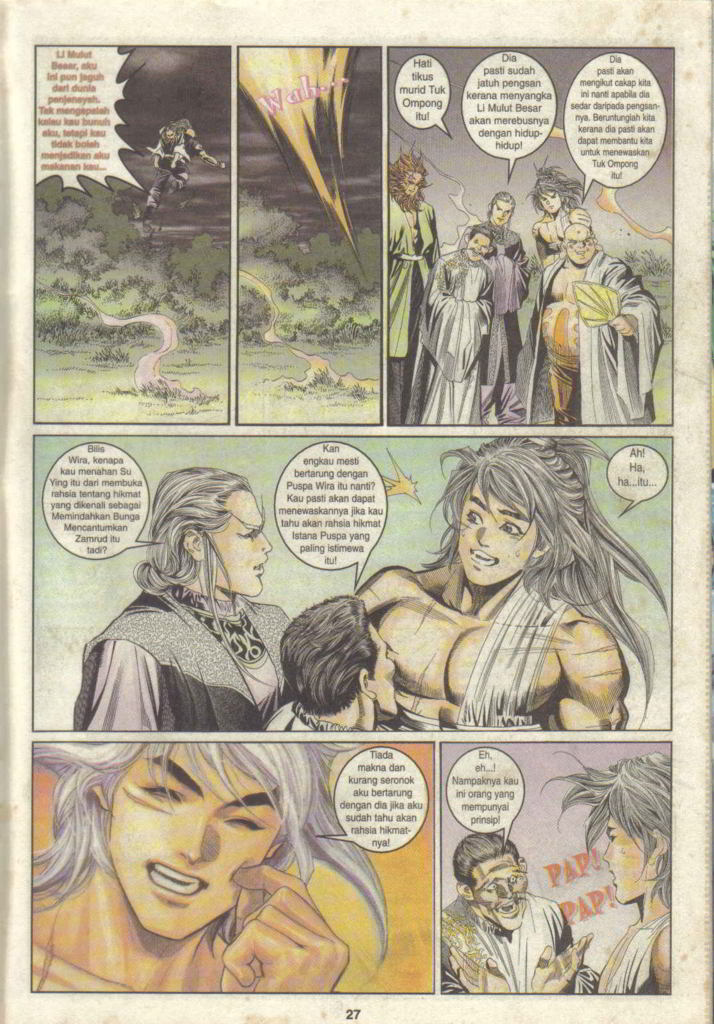 Li Mulut
Besar, aku
ini pun jaguh
dari dunia
penjenayah.
Tak mengapalah
kalau kau bunuh
aku, tetapi kau
tidak boleh
menjadikan aku
makanan kau...
Wah...
Hati
tikus
murid Tuk
Ompong
itu!
Dia
pasti sudah
jatuh pengsan
kerana menyangka
Li Mulut Besar
akan merebusnya
dengan hidup-
hidup!
Dia
pasti akan
mengikut cakap kita
ini nanti apabila dia
sedar daripada pengsan-
nya. Beruntunglah kita
kerana dia pasti akan
dapat membantu kita
untuk menewaskan
Tuk Ompong
itu!
Bilis
Wira, kenapa
kau menahan Su
Ying itu dari membuka
rahsia tentang hikmat
yang dikenali sebagai
Memindahkan Bunga
Mencantumkan
Zamrud itu
tadi?
Kan
engkau mesti
bertarung dengan
Puspa Wira itu nanti?
Kau pasti akan dapat
menewaskannya jika kau
tahu akan rahsia hikmat
Istana Puspa yang
paling istimewa
itu!
Ah!
Ha,
ha...itu...
Tiada
makna dan
kurang seronok
aku bertarung
dengan dia jika aku
sudah tahu akan
rahsia hikmat-
nya!
Eh,
eh...!
Nampaknya kau
ini orang yang
mempunyai
prinsip!
PAP!
PAP!
27